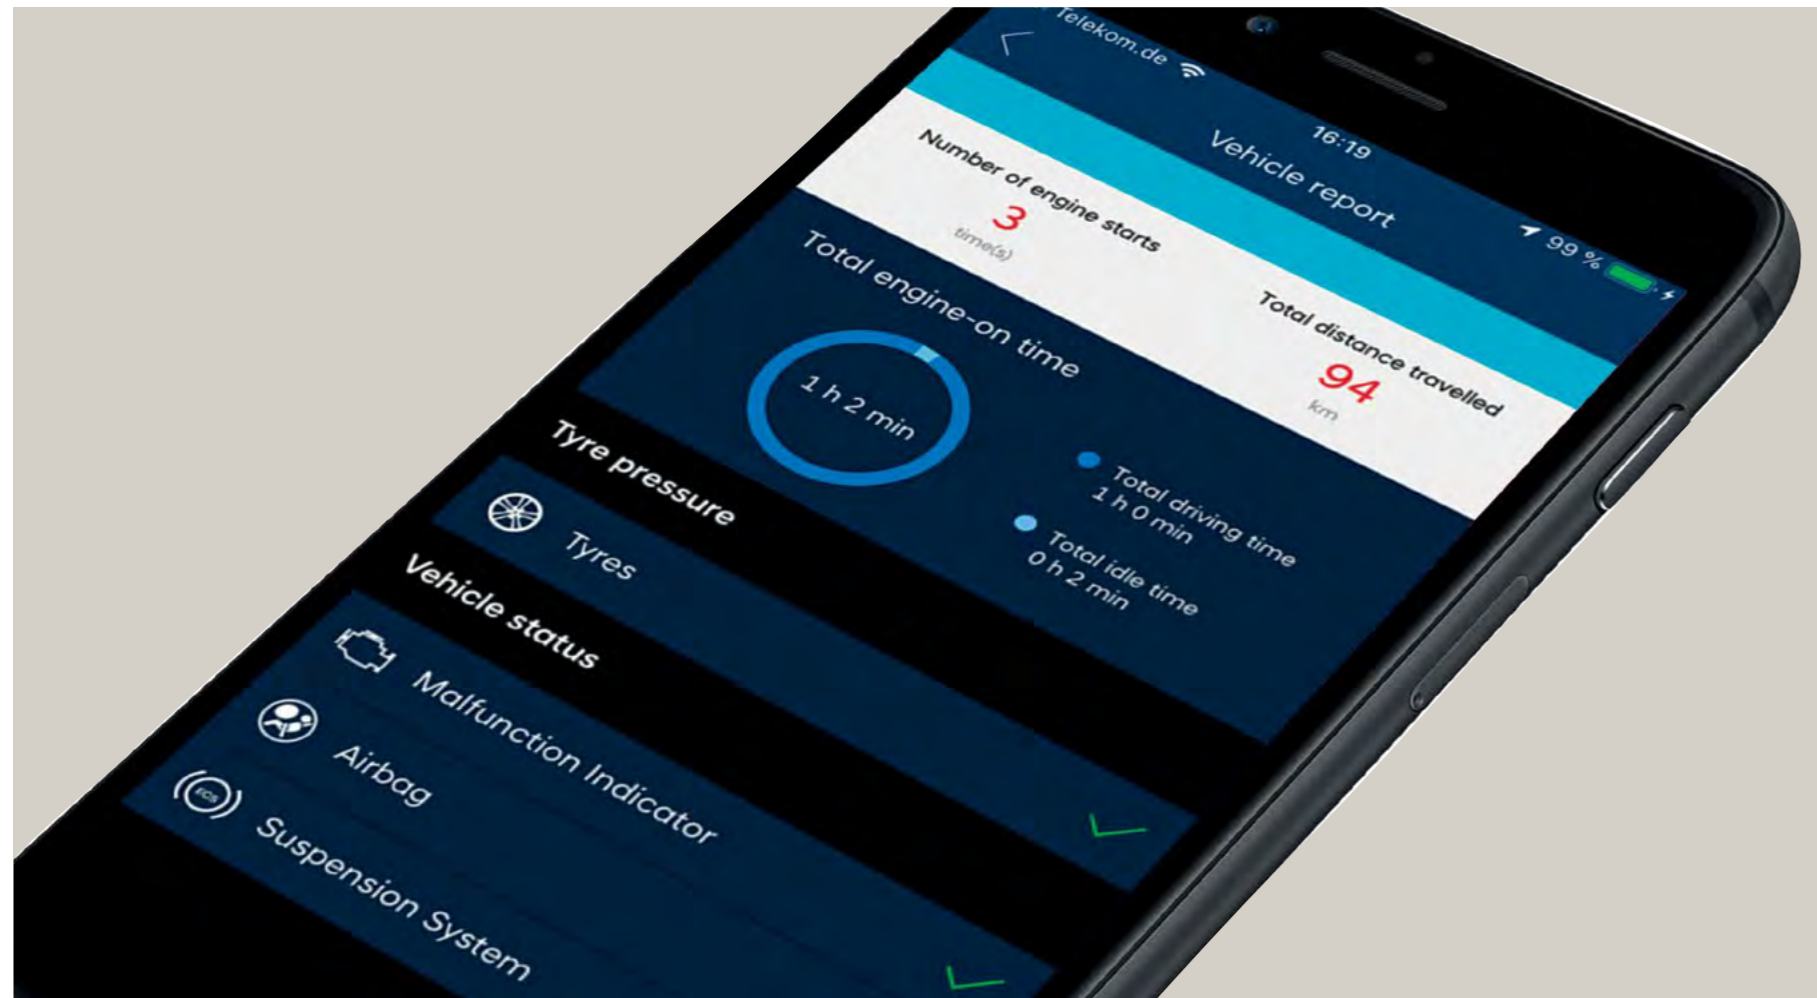 Telekom.de
16:19
99 %
Vehicle report
Number of engine starts
3
time(s)
Total distance travelled
94
km
Total engine-on time
1 h 2 min
Total driving time
1 h 0 min
Total idle time
0 h 2 min
Tyre pressure
Tyres
Vehicle status
Malfunction Indicator
Airbag
ECS
Suspension System